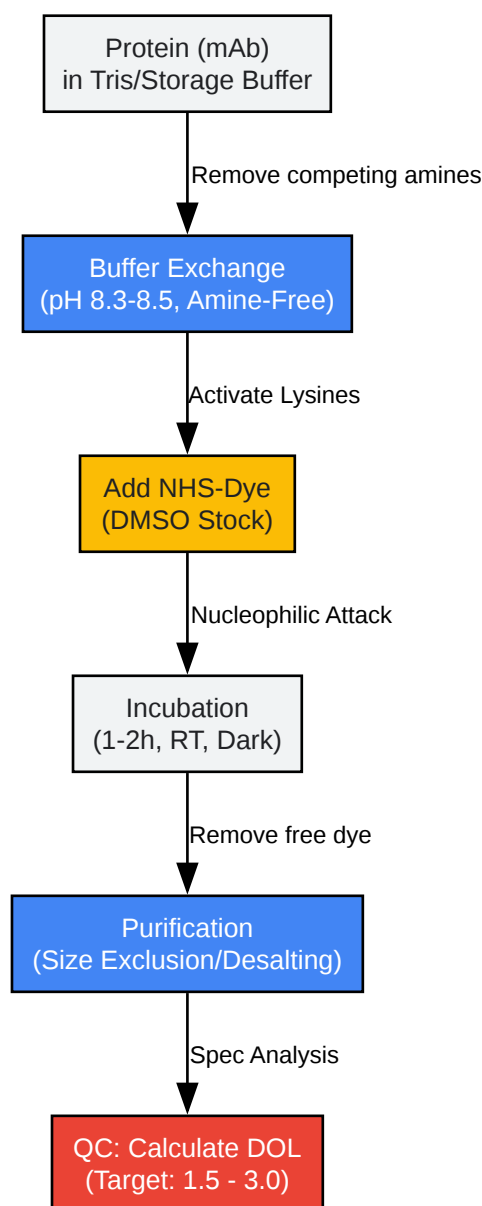 Protein (mAb)
in Tris/Storage Buffer
Remove competing amines
Buffer Exchange
(pH 8.3-8.5, Amine-Free)
Activate Lysines
Add NHS-Dye
(DMSO Stock)
Nucleophilic Attack
Incubation
(1-2h, RT, Dark)
Remove free dye
Purification
(Size Exclusion/Desalting)
Spec Analysis
QC: Calculate DOL
(Target: 1.5 - 3.0)